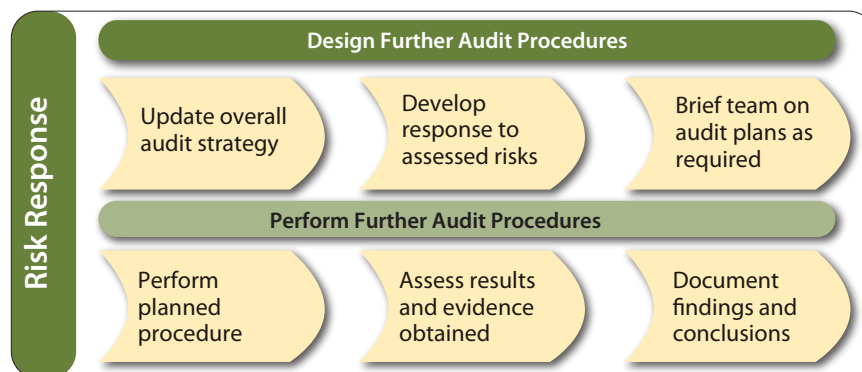 Risk Response
Design Further Audit Procedures
Update overall
audit strategy
Develop
response to
assessed risks
Brief team on
audit plans as
required
Perform Further Audit Procedures
Perform
planned
procedure
Assess results
and evidence
obtained
Document
findings and
conclusions